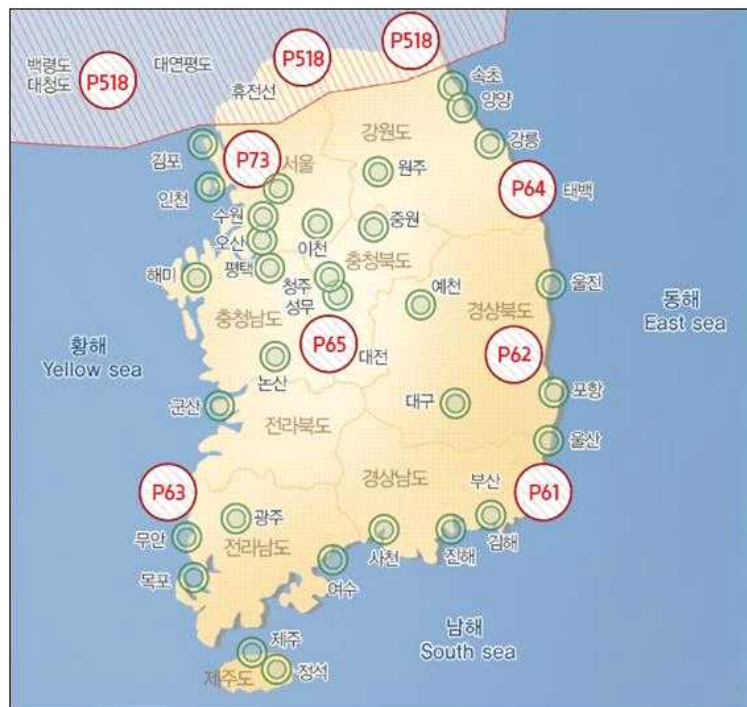 P518
P518
백령도
대청도
P518
대연평도
휴전선
속초
양양
강원도
강릉
김포
P73
서울
원주
P64
태백
인천
수원
오산
이천
중원
충청북도
해미
평택
청주
성무
예천
울진
경상북도
충청남도
동해
East sea
황해
Yellow sea
P65
대전
P62
논산
군산
대구
포항
전라북도
울산
P63
경상남도
부산
P61
광주
무안
전라남도
사천
진해
김해
목포
여수
남해
South sea
제주
정석
제주도